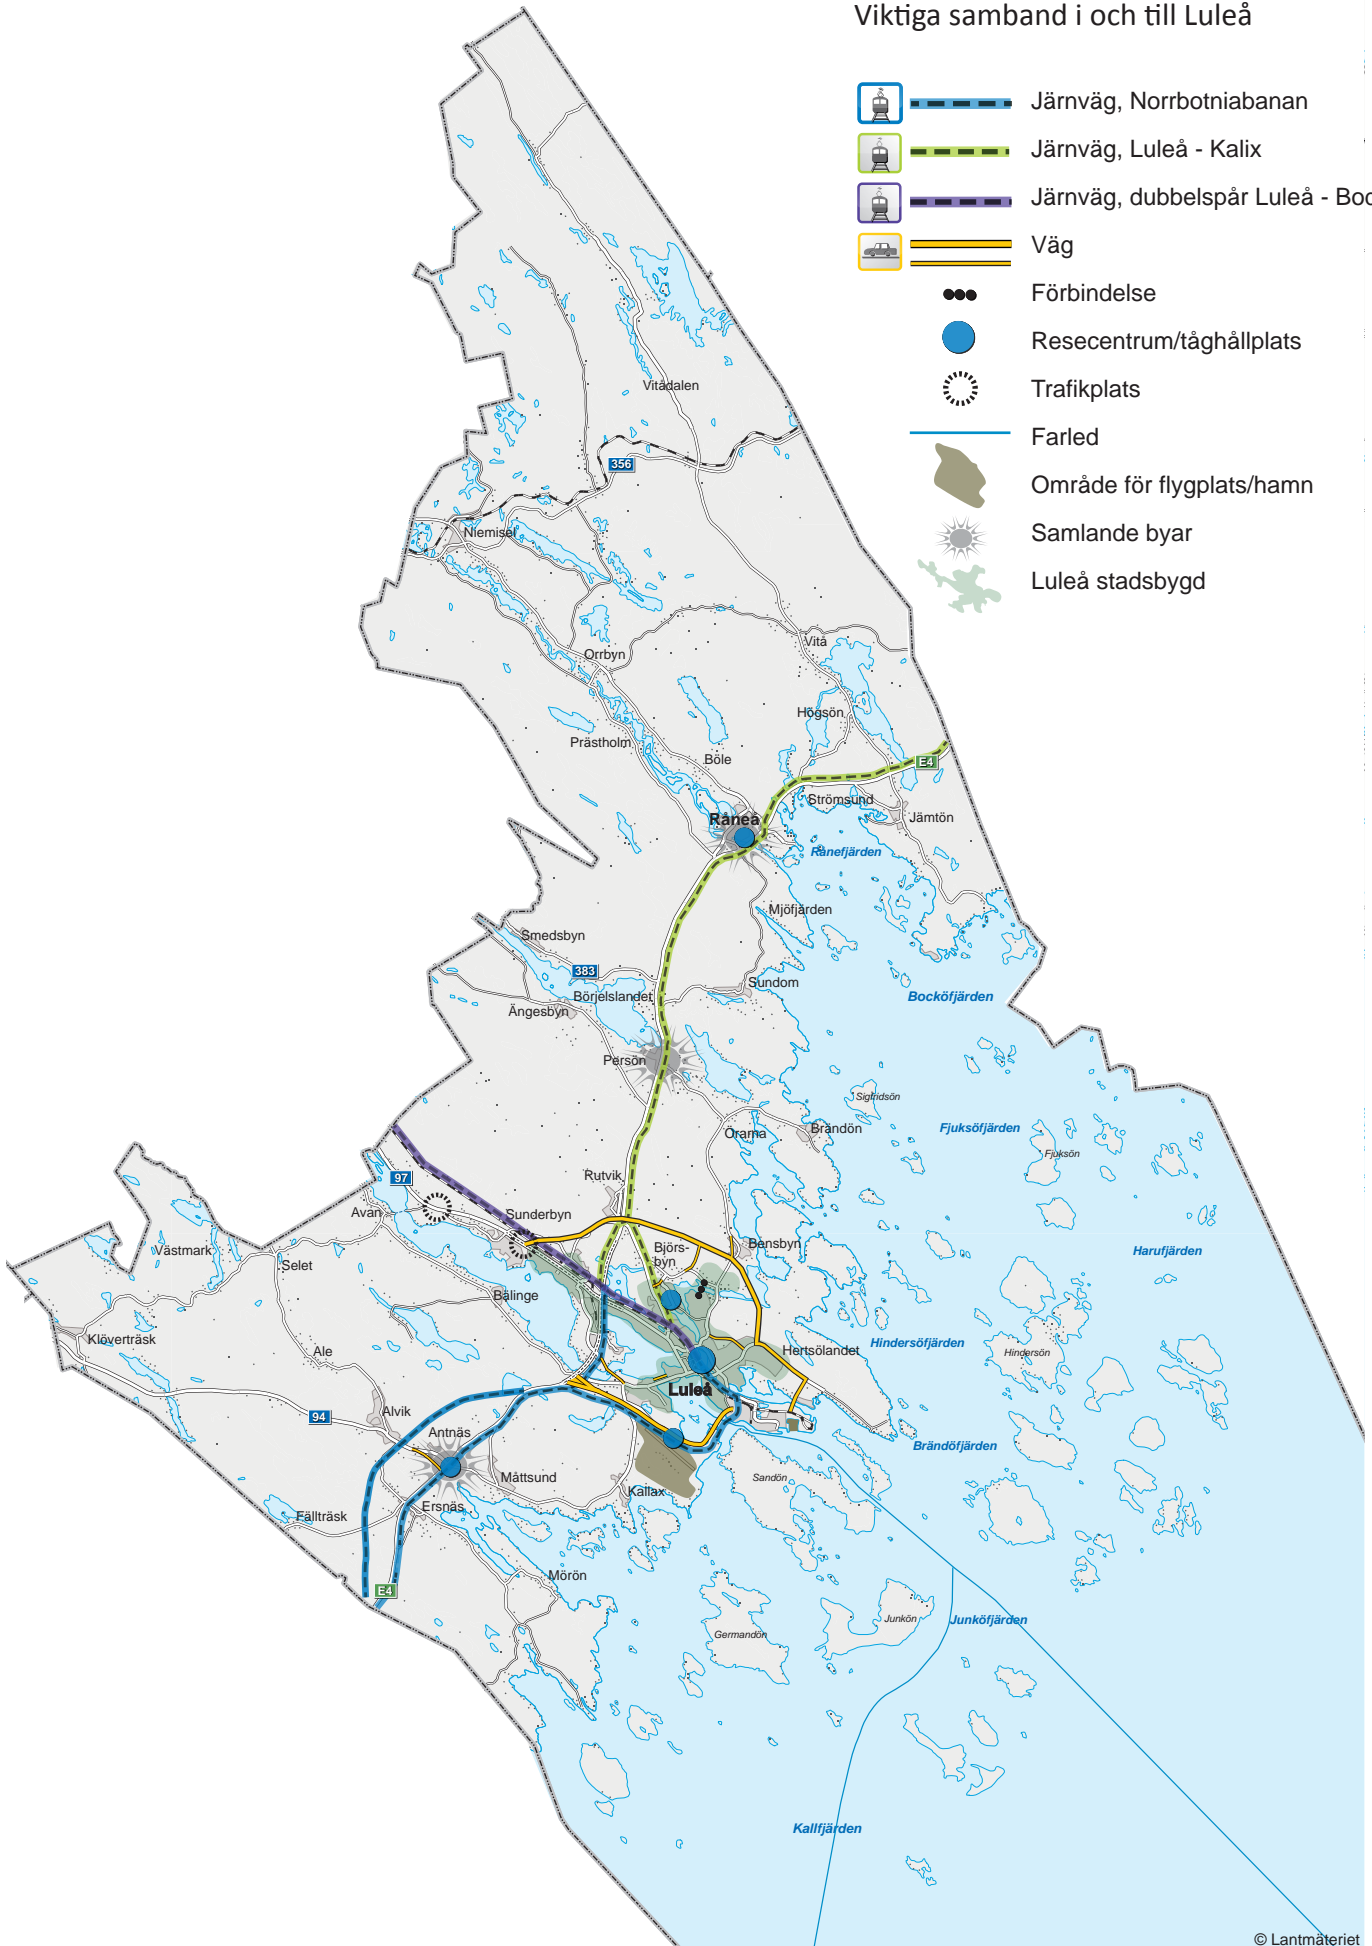 Viktiga samband i och till Luleå
Järnväg, Norrbotniabanan
Järnväg, Luleå - Kalix
Järnväg, dubbelspår Luleå - Boc
Väg
Förbindelse
Resecentrum/tåghållplats
Trafikplats
Farled
Område för flygplats/hamn
Samlande byar
Luleå stadsbygd
Vitådalen
356
Niemisel
Vitå
Orrbyn
Högsön
Prästholm
Böle
E4
Strömsund
Råneå
Jämtön
Rånefjärden
Mjöfjärden
Smedsbyn
383
Sundom
Börjelslandet
Bocköfjärden
Ängesbyn
Persön
Sigfridsön
Örarna
Brändön
Fjuksöfjärden
Fjuksön
97
Rutvik
Avan
Sunderbyn
Västmark
Björs-
byn
Bensbyn
Harufjärden
Selet
Bälinge
Klöverträsk
Ale
Hertsölandet
Hindersöfjärden
Hindersön
Luleå
Alvik
94
Antnäs
Brändöfjärden
Måttsund
Sandön
Kallax
Ersnäs
Fällträsk
Mörön
E4
Junkön
Junköfjärden
Germandön
Kallfjärden
© Lantmäteriet